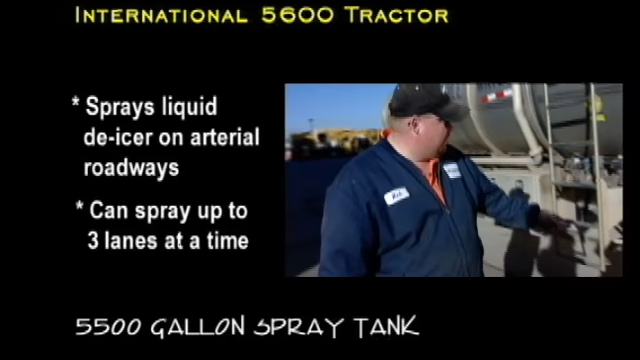 International 5600 Tractor
* Sprays liquid
de-icer on arterial
roadways
* Can spray up to
3 lanes at a time
5500 GALLON SPRAY TANK